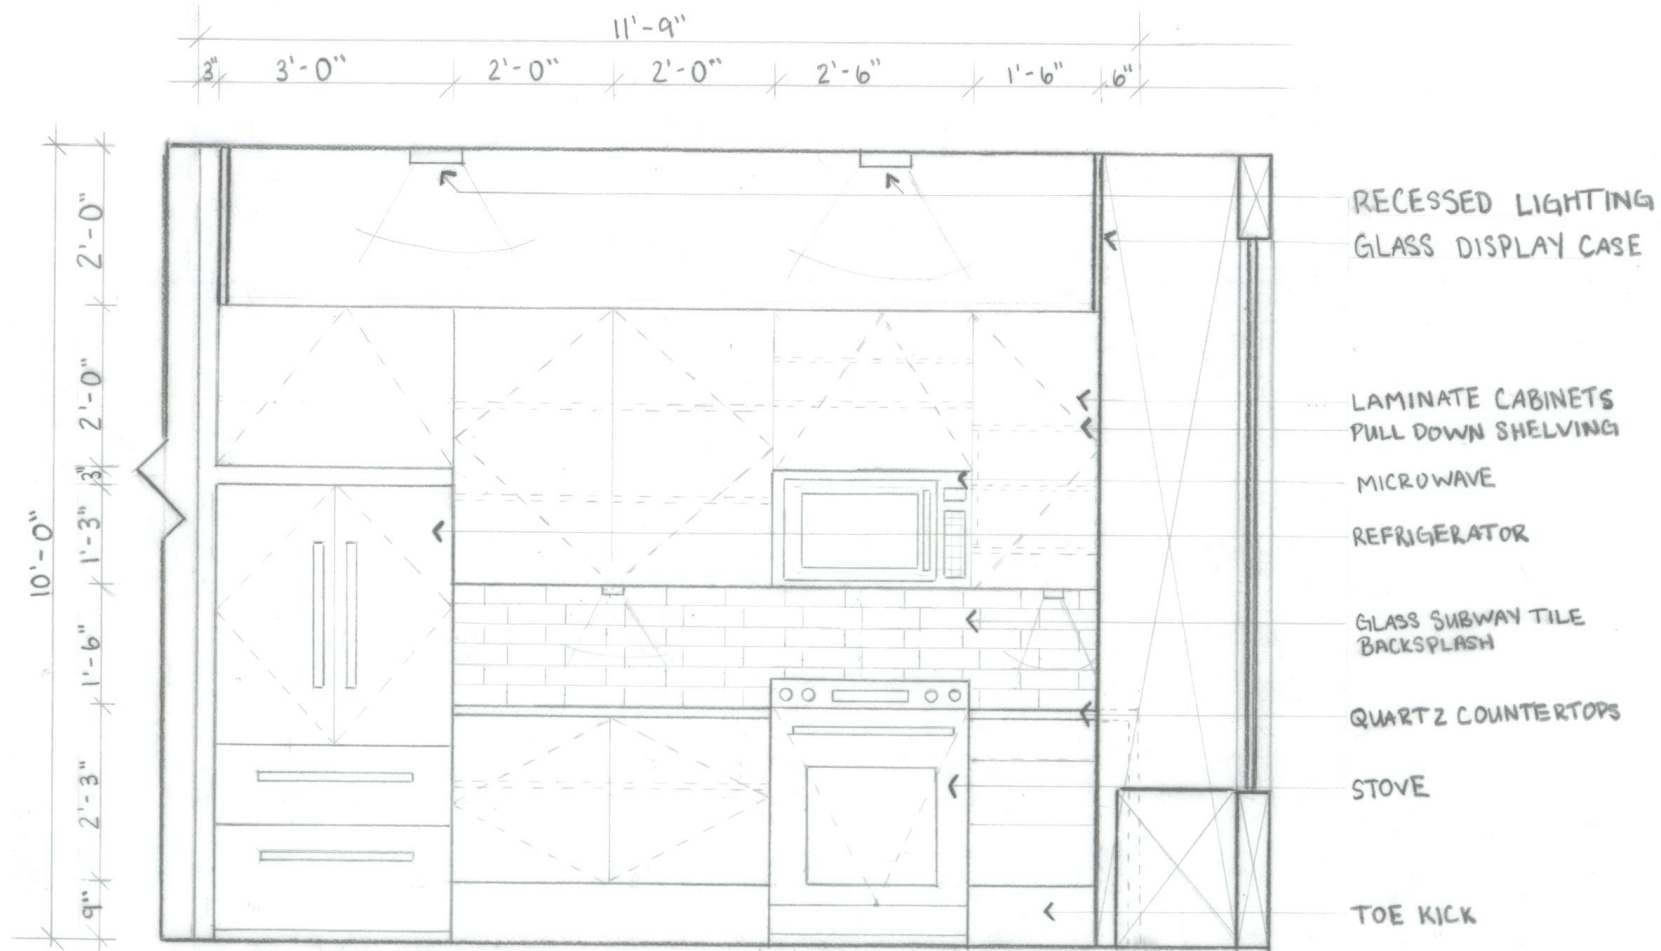 11'-9"
3"
3'-0"
2'-0"
2'-0"
2'-6"
1'-6"
6"
10'-0"
2'-0"
2'-0"
3"
1'-3"
1'-6"
2'-3"
9"
RECESSED LIGHTING
GLASS DISPLAY CASE
LAMINATE CABINETS
PULL DOWN SHELVING
MICROWAVE
REFRIGERATOR
GLASS SUBWAY TILE
BACKSPLASH
QUARTZ COUNTERTOPS
STOVE
TOE KICK